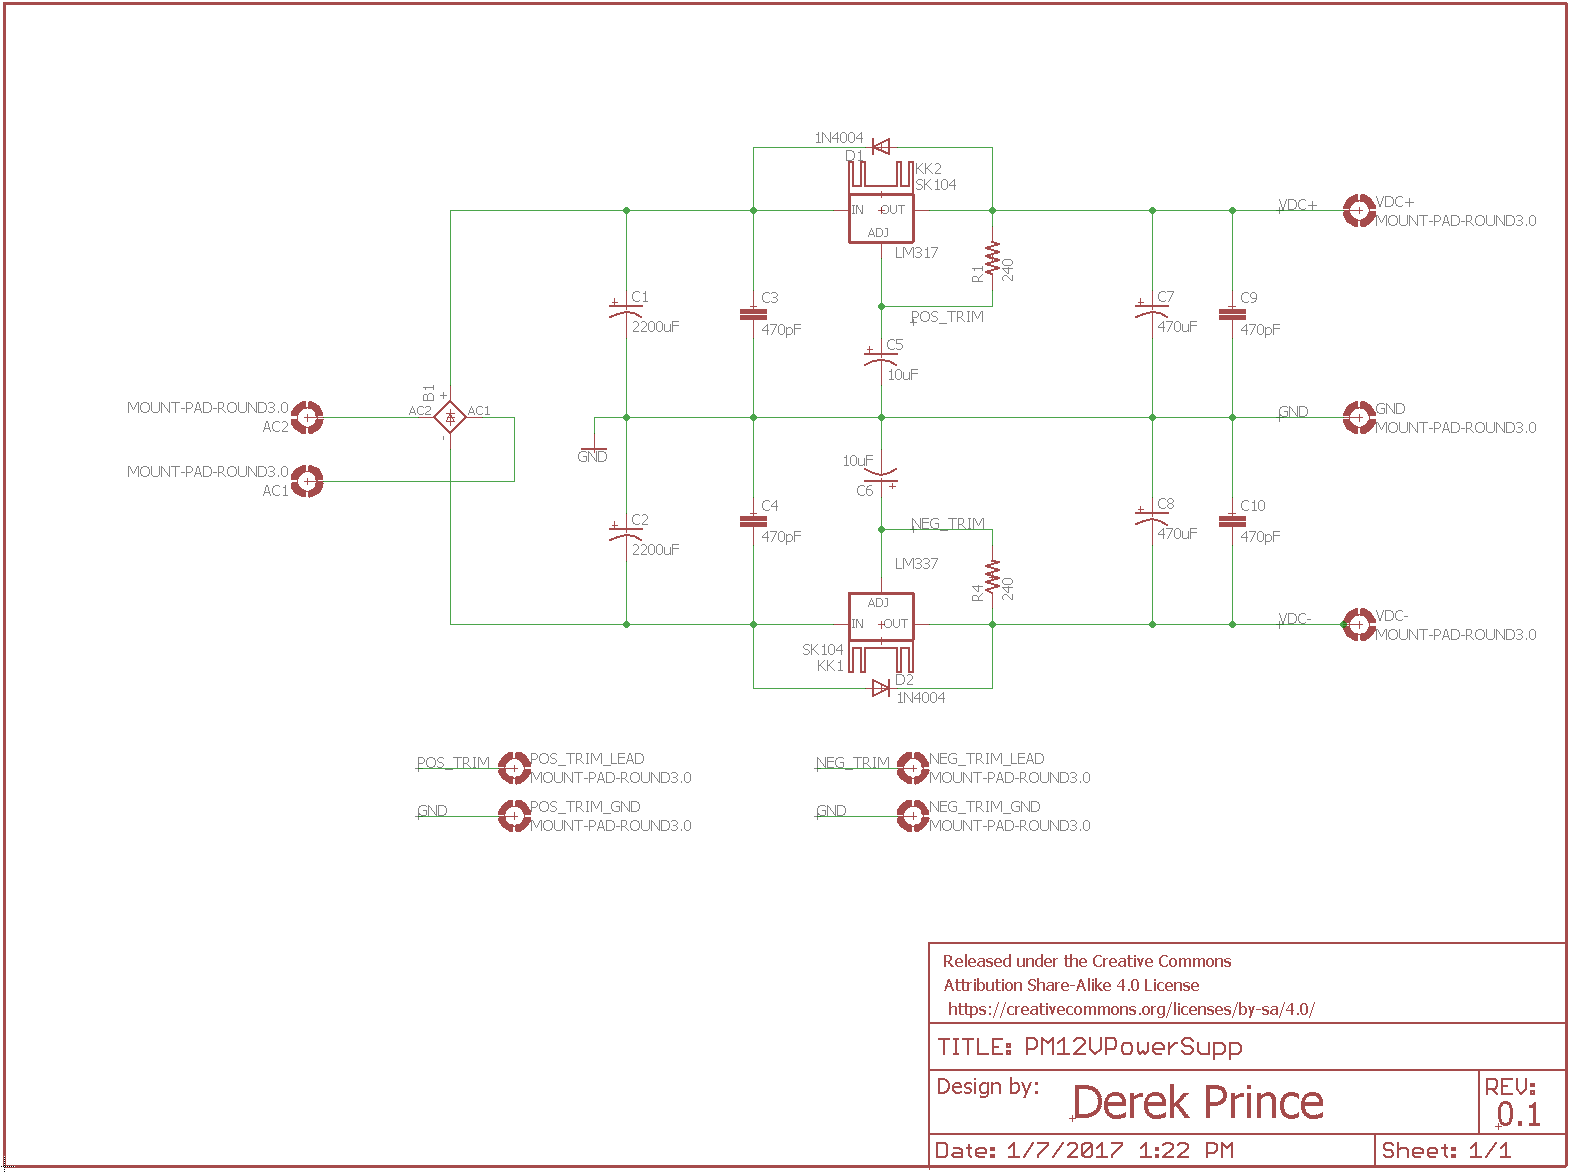 1N4004
D1
KK2
SK104
IN
OUT
ADJ
LM317
VDC+
VDC+
MOUNT-PAD-ROUND3.0
R1
240
C1
2200uF
C3
470pF
POS_TRIM
C7
470uF
C9
470pF
C5
10uF
B1
+
AC2
AC1
-
MOUNT-PAD-ROUND3.0
AC2
GND
GND
GND
MOUNT-PAD-ROUND3.0
MOUNT-PAD-ROUND3.0
AC1
10uF
C6
C2
2200uF
C4
470pF
NEG_TRIM
C8
470uF
C10
470pF
LM337
R4
240
ADJ
IN
OUT
VDC-
VDC-
MOUNT-PAD-ROUND3.0
SK104
KK1
D2
1N4004
POS_TRIM
POS_TRIM_LEAD
MOUNT-PAD-ROUND3.0
GND
POS_TRIM_GND
MOUNT-PAD-ROUND3.0
NEG_TRIM
NEG_TRIM_LEAD
MOUNT-PAD-ROUND3.0
GND
NEG_TRIM_GND
MOUNT-PAD-ROUND3.0
Released under the Creative Commons
Attribution Share-Alike 4.0 License
https://creativecommons.org/licenses/by-sa/4.0/
TITLE: PM12VPowerSupp
Design by: Derek Prince
REV:
0.1
Date: 1/7/2017 1:22 PM
Sheet: 1/1